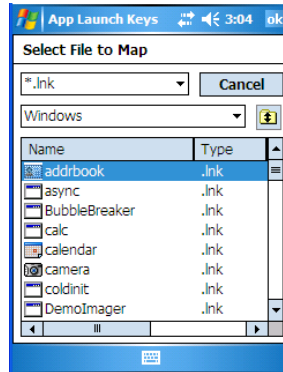 App Launch Keys 3:04 ok
Select File to Map
*.lnk Cancel
Windows
Name Type
addrbook .lnk
async .lnk
BubbleBreaker .lnk
calc .lnk
calendar .lnk
camera .lnk
coldinit .lnk
DemoImager .lnk